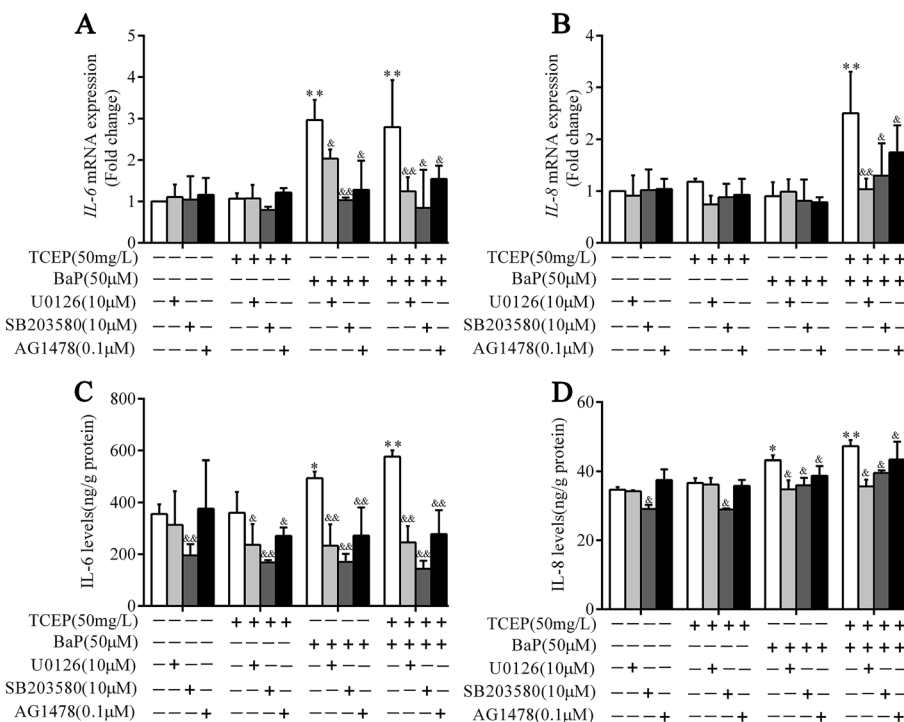 A
IL-6 mRNA expression
(Fold change)
5
4
3
2
1
0
** ** & && & & && & &
TCEP(50mg/L) — — — — + + + + — — — — + + + +
BaP(50μM) — — — — — — — — + + + + + + + +
U0126(10μM) — + — — — + — — — + — — — + — —
SB203580(10μM) — — + — — — + — — — + — — — + —
AG1478(0.1μM) — — — + — — — + — — — + — — — +
B
IL-8 mRNA expression
(Fold change)
4
3
2
1
0
** && & &
TCEP(50mg/L) — — — — + + + + — — — — + + + +
BaP(50μM) — — — — — — — — + + + + + + + +
U0126(10μM) — + — — — + — — — + — — — + — —
SB203580(10μM) — — + — — — + — — — + — — — + —
AG1478(0.1μM) — — — + — — — + — — — + — — — +
C
IL-6 levels(ng/g protein)
800
600
400
200
0
&& & && & * && && && ** && && &&
TCEP(50mg/L) — — — — + + + + — — — — + + + +
BaP(50μM) — — — — — — — — + + + + + + + +
U0126(10μM) — + — — — + — — — + — — — + — —
SB203580(10μM) — — + — — — + — — — + — — — + —
AG1478(0.1μM) — — — + — — — + — — — + — — — +
D
IL-8 levels(ng/g protein)
60
40
20
0
& & * & & & ** & & &
TCEP(50mg/L) — — — — + + + + — — — — + + + +
BaP(50μM) — — — — — — — — + + + + + + + +
U0126(10μM) — + — — — + — — — + — — — + — —
SB203580(10μM) — — + — — — + — — — + — — — + —
AG1478(0.1μM) — — — + — — — + — — — + — — — +